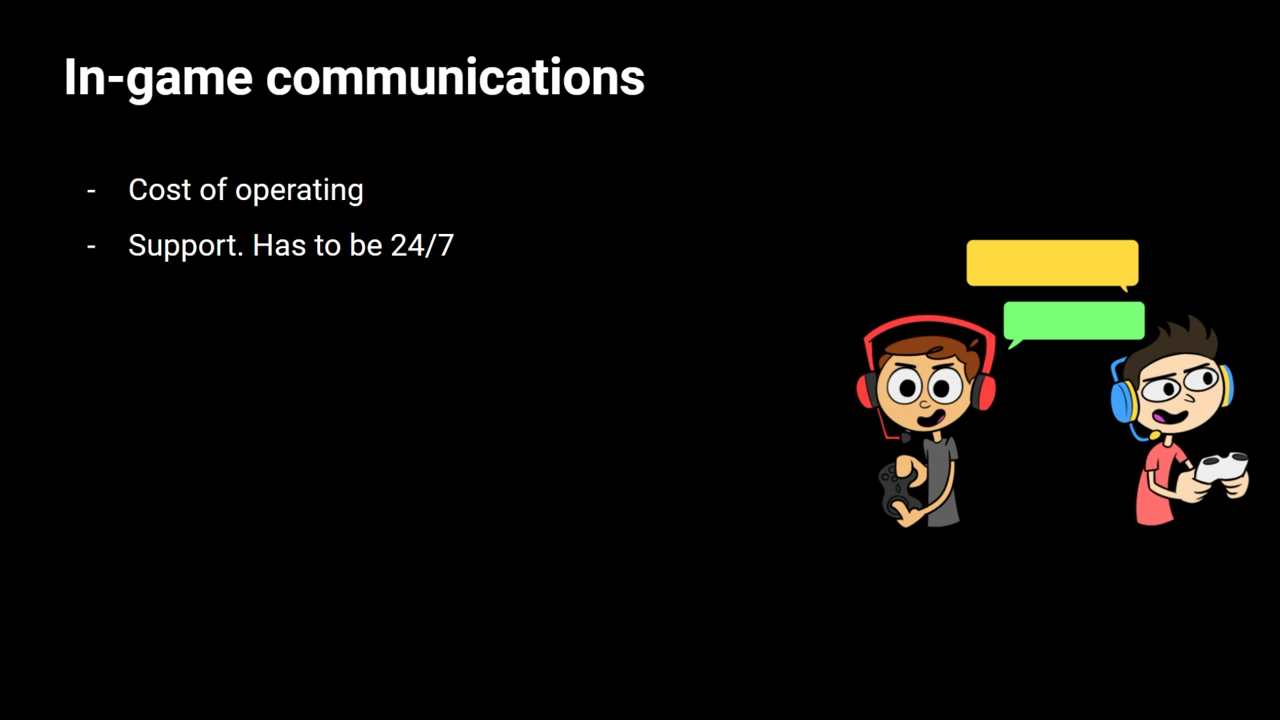 In-game communications
- Cost of operating
- Support. Has to be 24/7